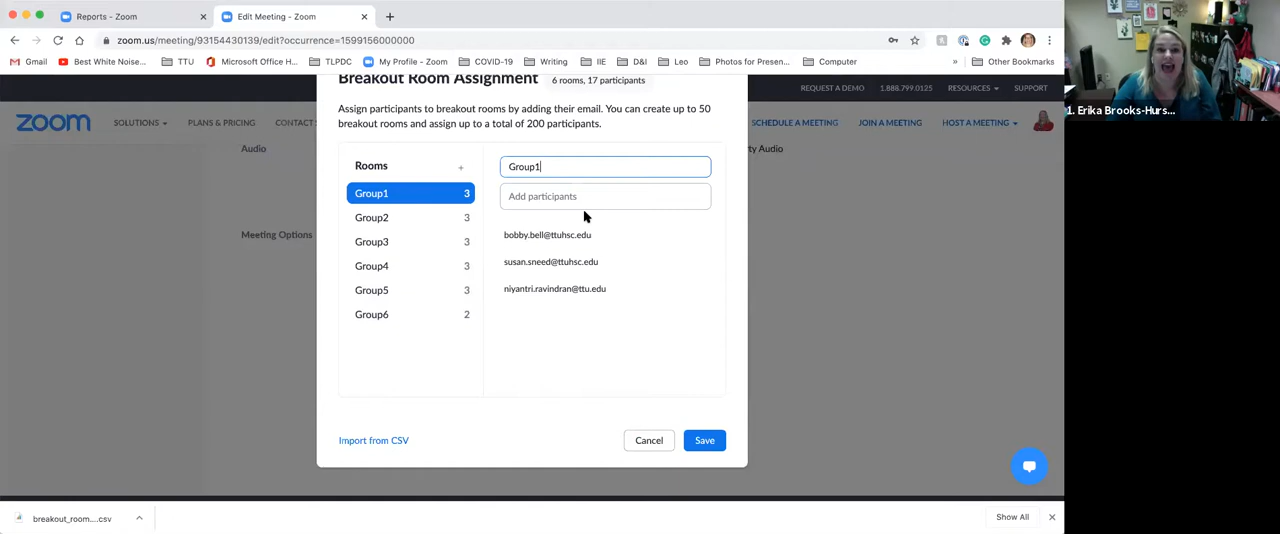 Reports - Zoom
Edit Meeting - Zoom
zoom.us/meeting/93154430139/edit?occurrence=1599156000000
Gmail
Best White Noise...
TTU
Microsoft Office H...
TLPDC
My Profile - Zoom
COVID-19
Writing
IIE
D&I
Leo
Photos for Presen...
Computer
»
Other Bookmarks
REQUEST A DEMO
1.888.799.0125
RESOURCES
SUPPORT
zoom
SOLUTIONS
PLANS & PRICING
CONTACT S
SCHEDULE A MEETING
JOIN A MEETING
HOST A MEETING
Breakout Room Assignment
6 rooms, 17 participants
Assign participants to breakout rooms by adding their email. You can create up to 50
breakout rooms and assign up to a total of 200 participants.
Audio
ty Audio
Meeting Options
Rooms
+
Group1 3
Group2 3
Group3 3
Group4 3
Group5 3
Group6 2
Group1
Add participants
bobby.bell@ttuhsc.edu
susan.sneed@ttuhsc.edu
niyantri.ravindran@ttu.edu
Import from CSV
Cancel
Save
breakout_room....csv
Show All
1. Erika Brooks-Hurs...